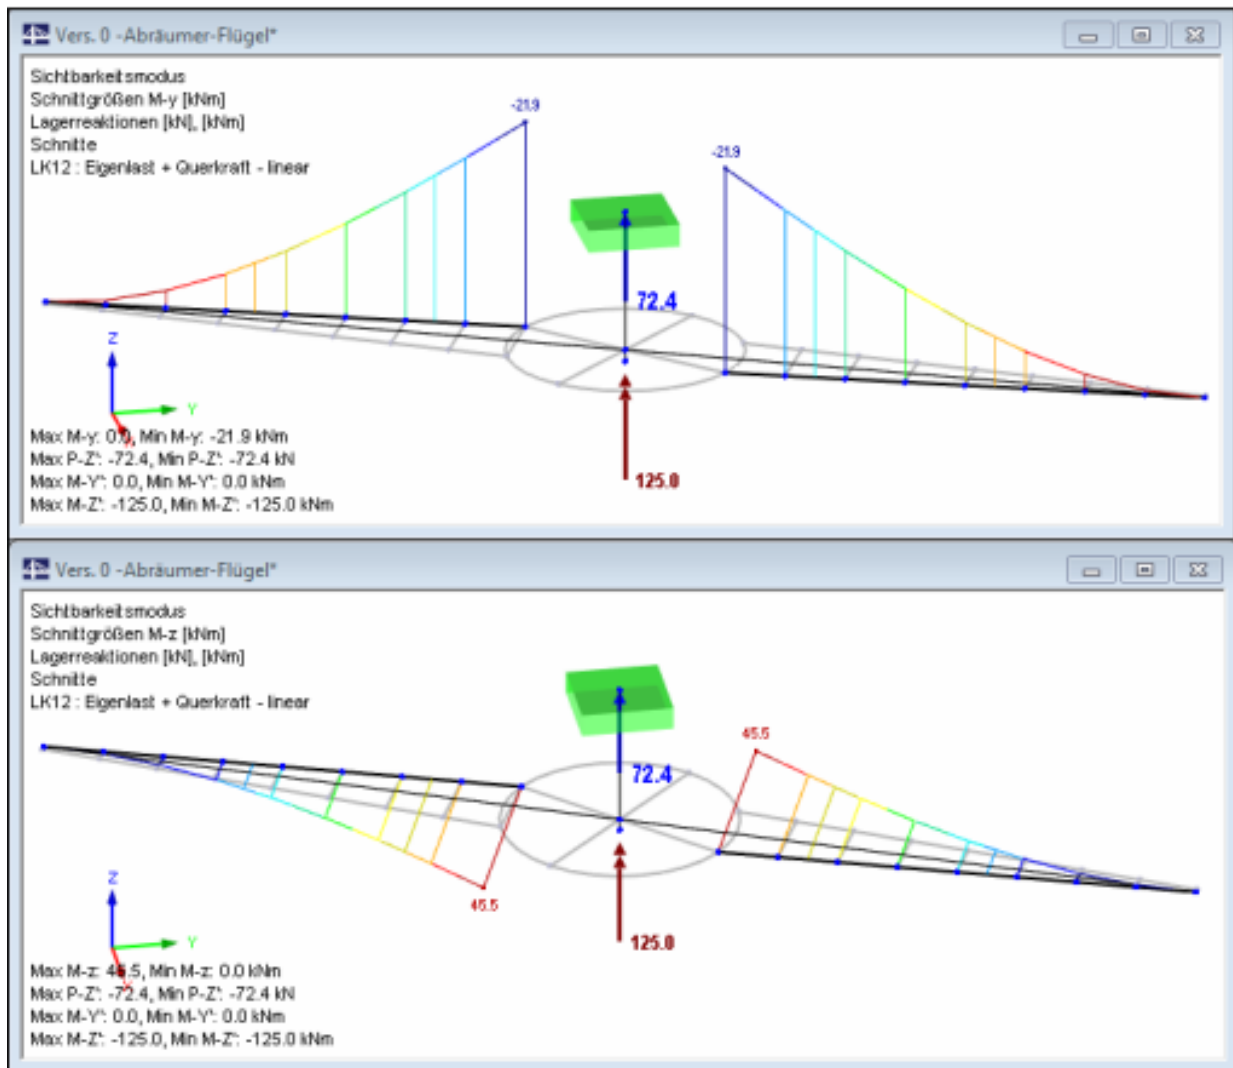 Vers. 0 -Abräumer-Flügel*
Sichtbarkeitsmodus
Schnittgrößen M-y [kNm]
Lagerreaktionen [kN], [kNm]
Schnitte
LK12 : Eigenlast + Querkraft - linear
-21.9
-21.9
72.4
Z
Y
125.0
Max M-y: 0.0, Min M-y: -21.9 kNm
Max P-Z': -72.4, Min P-Z': -72.4 kN
Max M-Y': 0.0, Min M-Y': 0.0 kNm
Max M-Z': -125.0, Min M-Z': -125.0 kNm
Vers. 0 -Abräumer-Flügel*
Sichtbarkeitsmodus
Schnittgrößen M-z [kNm]
Lagerreaktionen [kN], [kNm]
Schnitte
LK12 : Eigenlast + Querkraft - linear
45.5
72.4
45.5
Z
Y
125.0
Max M-z: 45.5, Min M-z: 0.0 kNm
Max P-Z': -72.4, Min P-Z': -72.4 kN
Max M-Y': 0.0, Min M-Y': 0.0 kNm
Max M-Z': -125.0, Min M-Z': -125.0 kNm